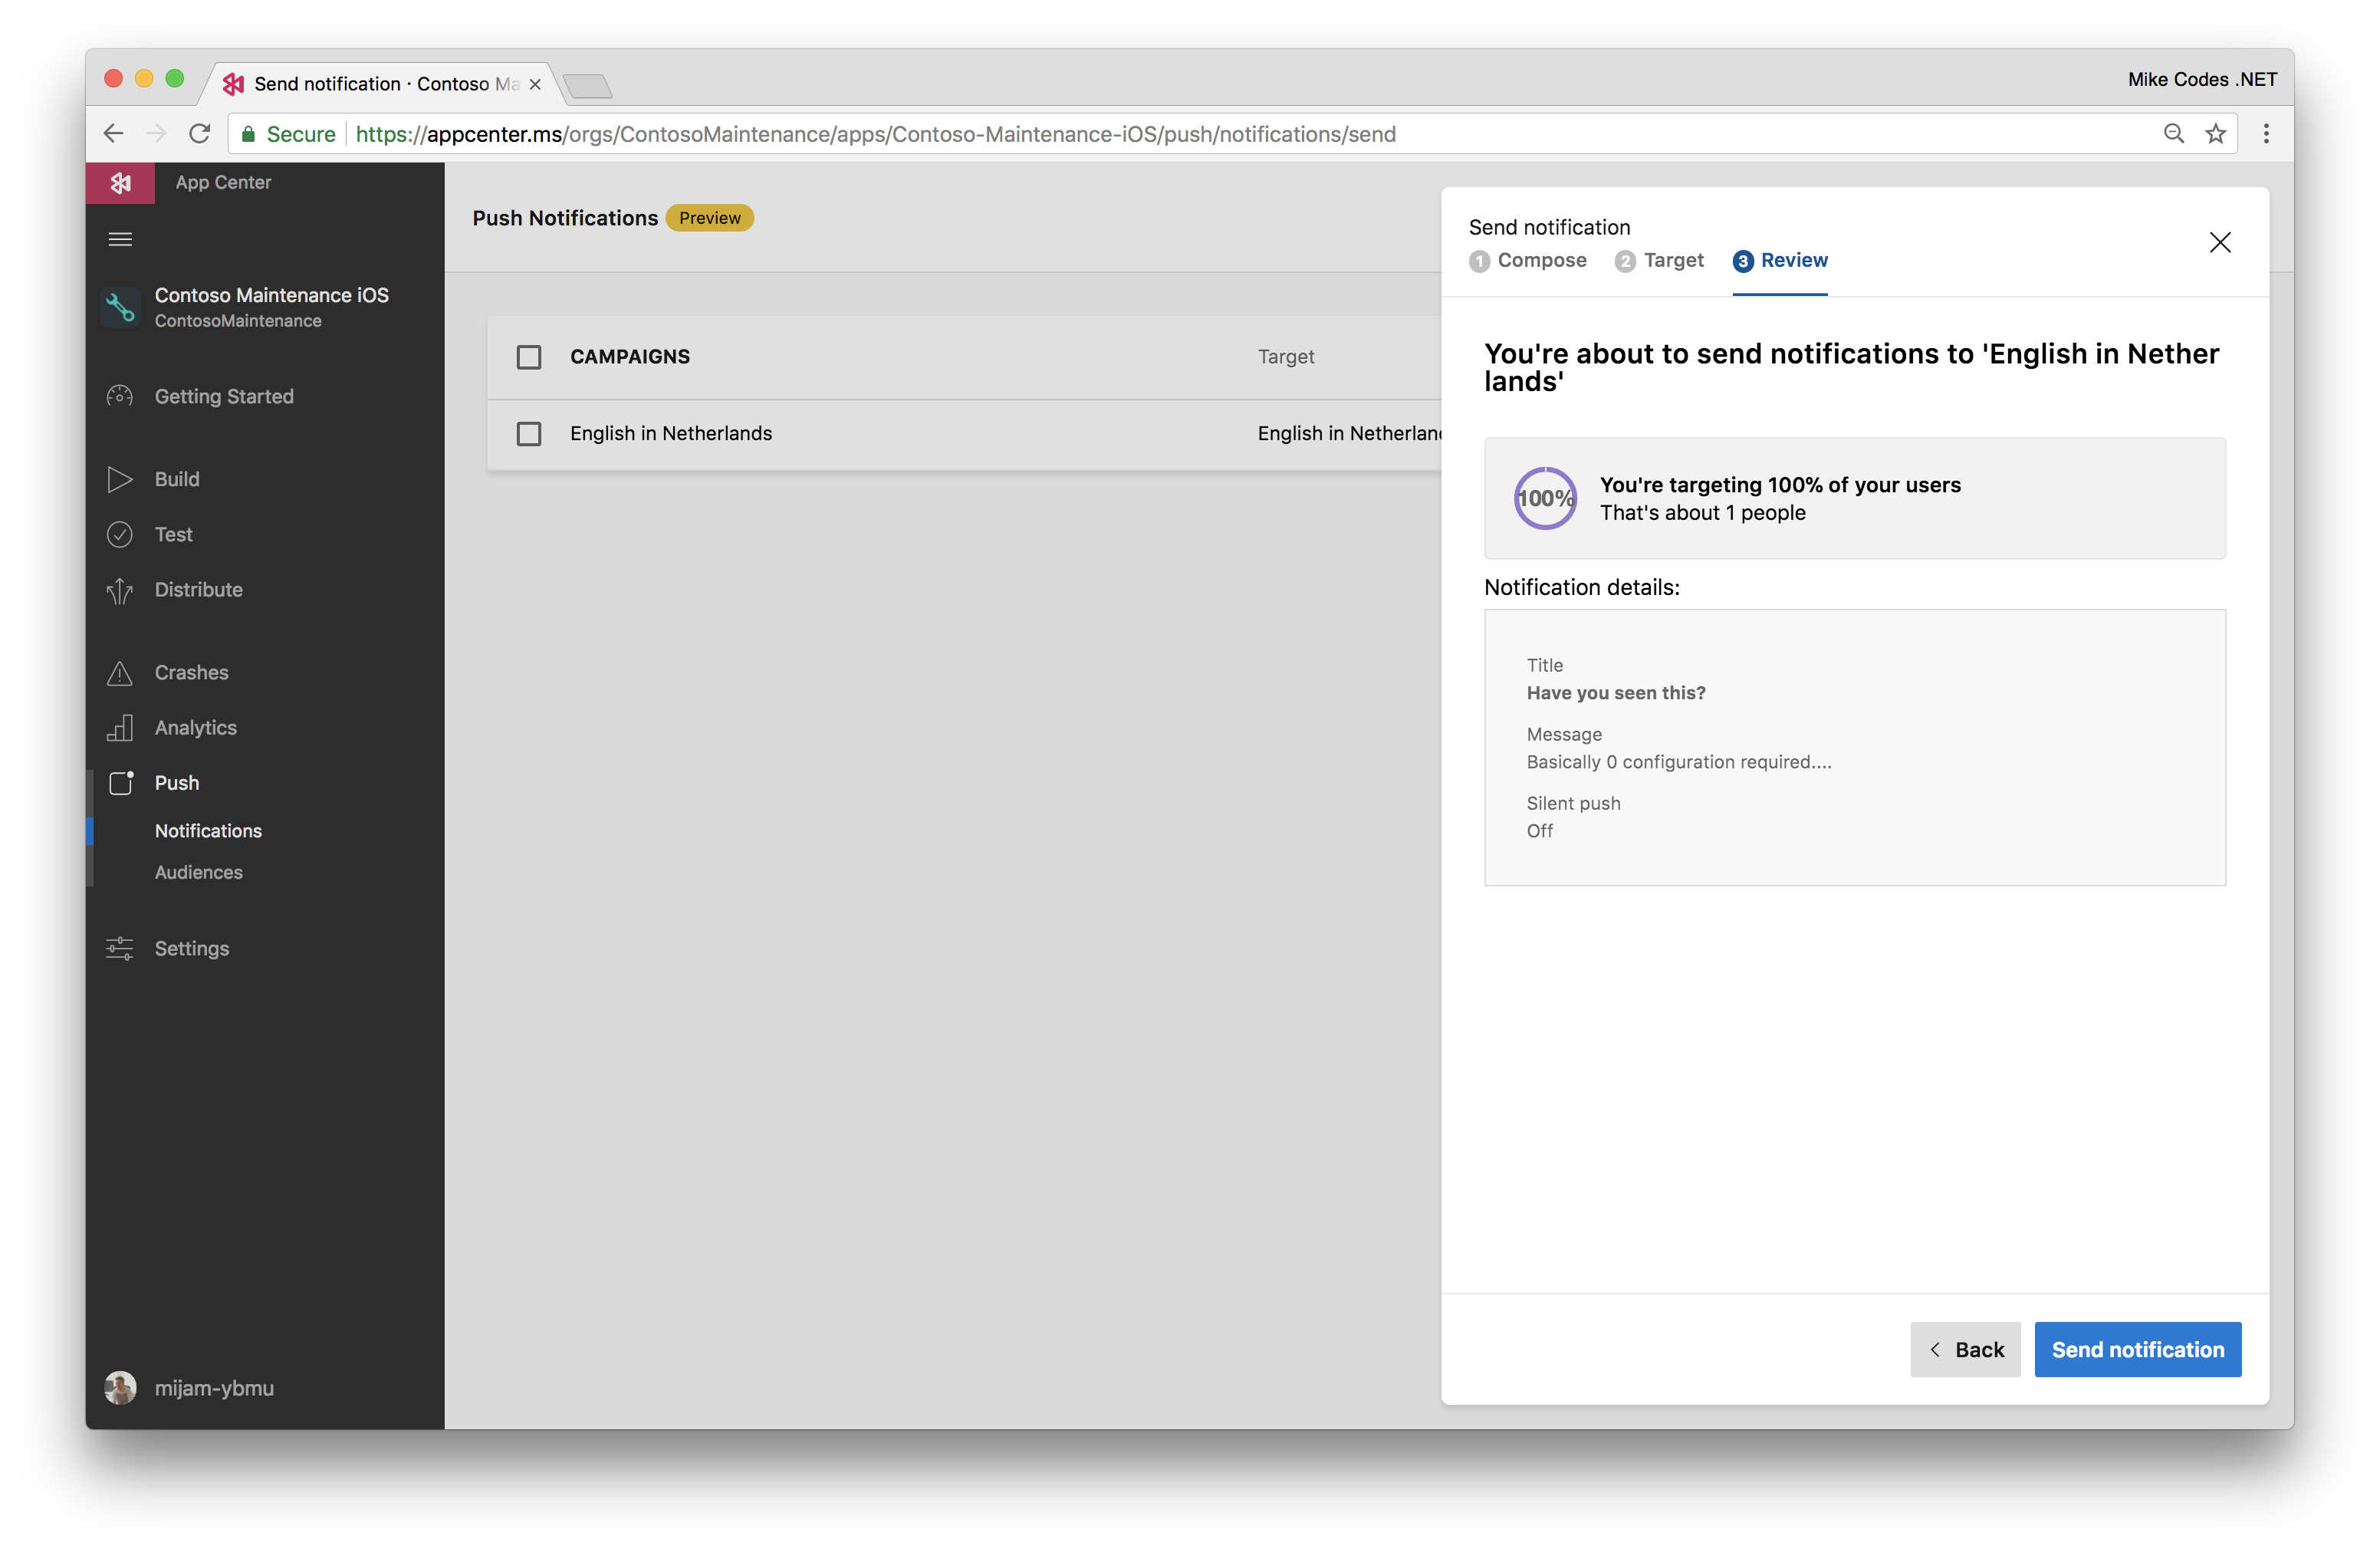 Send notification · Contoso Ma
Mike Codes .NET
Secure
https://appcenter.ms/orgs/ContosoMaintenance/apps/Contoso-Maintenance-iOS/push/notifications/send
App Center
Contoso Maintenance iOS
ContosoMaintenance
Getting Started
Build
Test
Distribute
Crashes
Analytics
Push
Notifications
Audiences
Settings
mijam-ybmu
Push Notifications
Preview
CAMPAIGNS
Target
English in Netherlands
English in Netherlan
Send notification
1 Compose
2 Target
3 Review
You're about to send notifications to 'English in Nether
lands'
100%
You're targeting 100% of your users
That's about 1 people
Notification details:
Title
Have you seen this?
Message
Basically 0 configuration required....
Silent push
Off
Back
Send notification